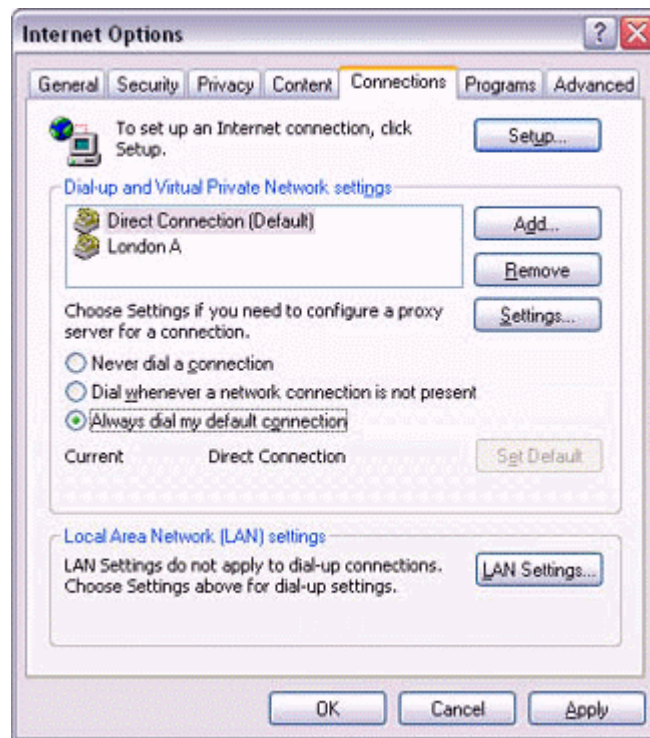 Internet Options
General Security Privacy Content Connections Programs Advanced
To set up an Internet connection, click
Setup.
Setup...
Dial-up and Virtual Private Network settings
Direct Connection (Default)
London A
Add...
Remove
Choose Settings if you need to configure a proxy
server for a connection.
Settings...
Never dial a connection
Dial whenever a network connection is not present
Always dial my default connection
Current Direct Connection Set Default
Local Area Network (LAN) settings
LAN Settings do not apply to dial-up connections.
Choose Settings above for dial-up settings.
LAN Settings...
OK Cancel Apply